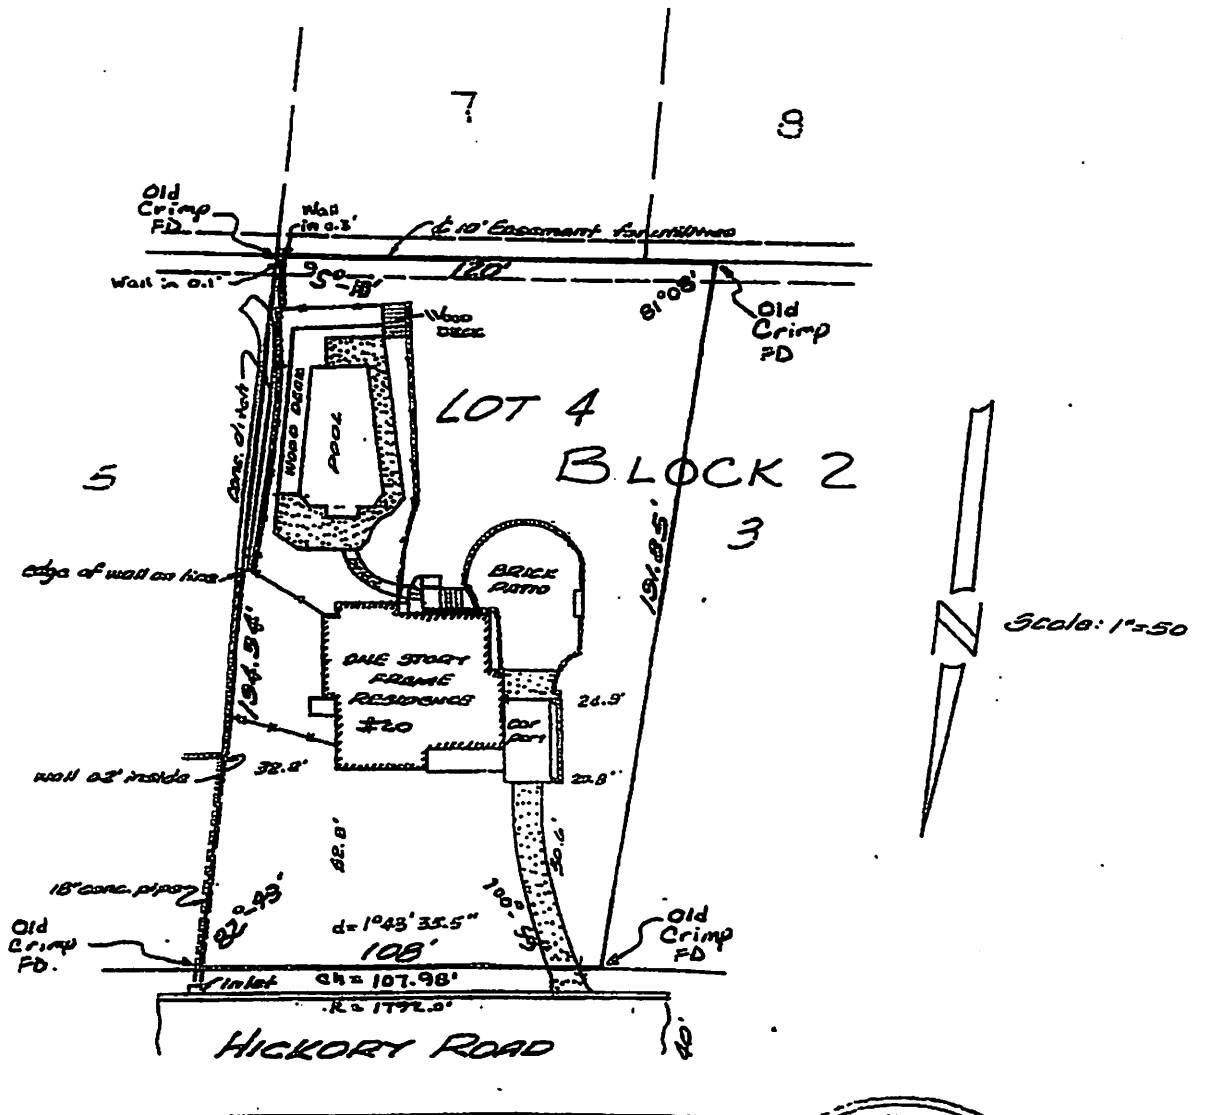 7
8
Old
Crimp
FD.
Wall
in 0.3'
₵ 10' Easement for utilities
Wall in 0.1'
120'
81°08'
Old
Crimp
FD
WOOD
DECK
conc. ditch
WOOD DECK
POOL
LOT 4
BLOCK 2
5
3
191.85'
edge of wall on line
BRICK
PATIO
Scale: 1"=50
194.34'
ONE STORY
FRAME
RESIDENCE
#20
Car
Port
wall 0.2' inside
18" conc. pipe
d=1°43'35.5"
108'
Old
Crimp
FD.
Old
Crimp
FD
Inlet
ch= 107.98'
R= 1792.0'
HICKORY ROAD
40'